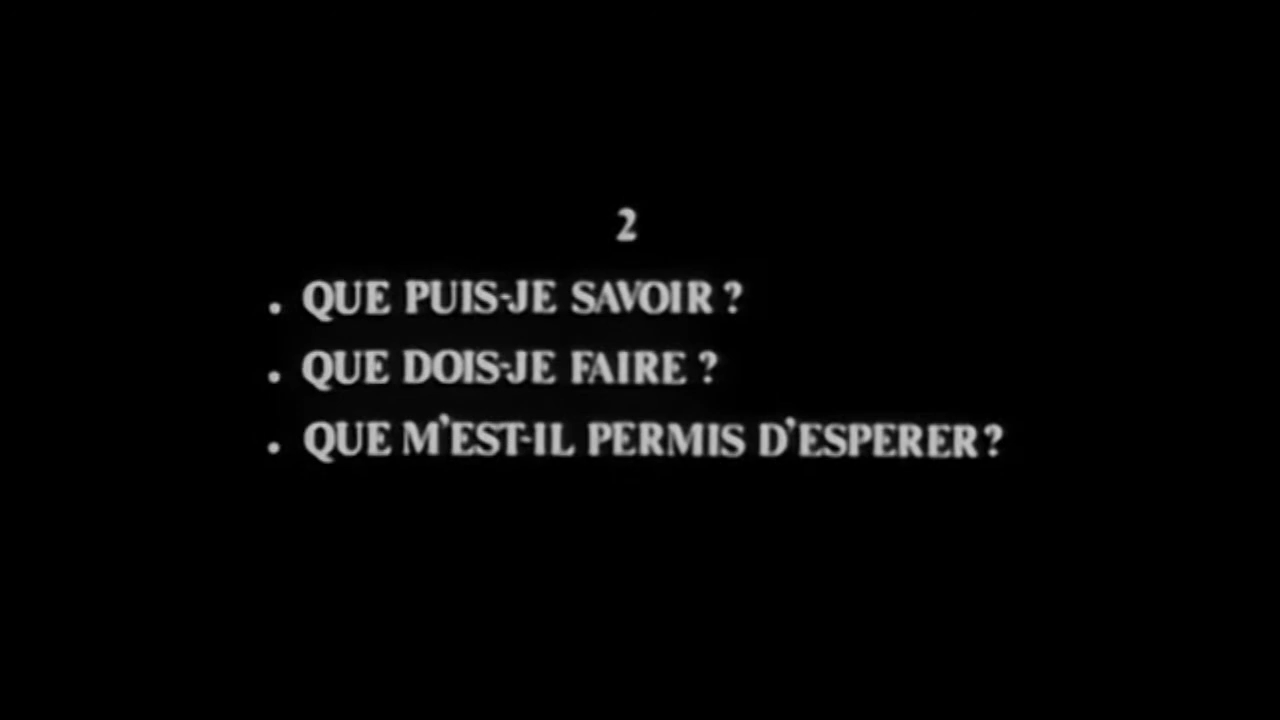 2
. QUE PUIS-JE SAVOIR ?
. QUE DOIS-JE FAIRE ?
. QUE M'EST-IL PERMIS D'ESPERER ?